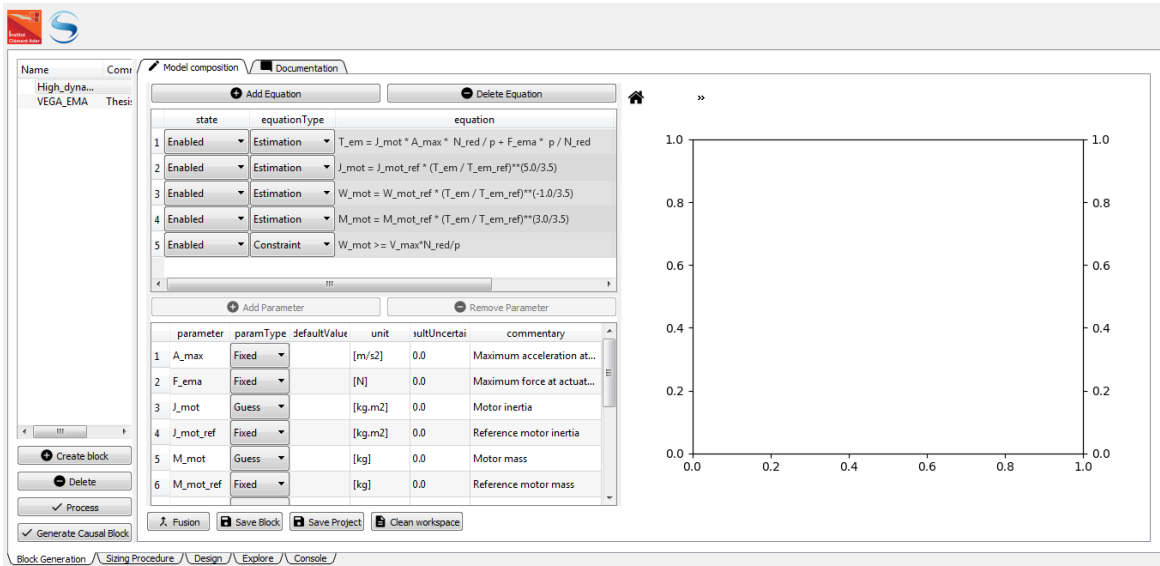 Institut
Clément Ader
Name Comr
High_dyna...
VEGA_EMA Thesis
Model composition Documentation
Add Equation Delete Equation
»
state equationType equation
1 Enabled Estimation T_em = J_mot * A_max * N_red / p + F_ema * p / N_red
2 Enabled Estimation J_mot = J_mot_ref * (T_em / T_em_ref)**(5.0/3.5)
3 Enabled Estimation W_mot = W_mot_ref * (T_em / T_em_ref)**(-1.0/3.5)
4 Enabled Estimation M_mot = M_mot_ref * (T_em / T_em_ref)**(3.0/3.5)
5 Enabled Constraint W_mot >= V_max*N_red/p
Add Parameter Remove Parameter
parameter paramType defaultValue unit sultUncertai commentary
1 A_max Fixed [m/s2] 0.0 Maximum acceleration at...
2 F_ema Fixed [N] 0.0 Maximum force at actuat...
3 J_mot Guess [kg.m2] 0.0 Motor inertia
4 J_mot_ref Fixed [kg.m2] 0.0 Reference motor inertia
5 M_mot Guess [kg] 0.0 Motor mass
6 M_mot_ref Fixed [kg] 0.0 Reference motor mass
Create block
Delete
Process
Generate Causal Block
Fusion Save Block Save Project Clean workspace
Block Generation Sizing Procedure Design Explore Console
1.0 1.0
0.8 0.8
0.6 0.6
0.4 0.4
0.2 0.2
0.0 0.0
0.0 0.2 0.4 0.6 0.8 1.0